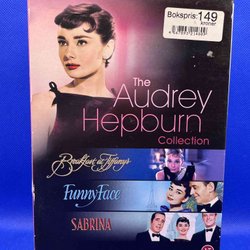 Bokspris: 149
kroner
The
Audrey
Hepburn
Collection
Breakfast at Tiffany's
Funny Face
SABRINA